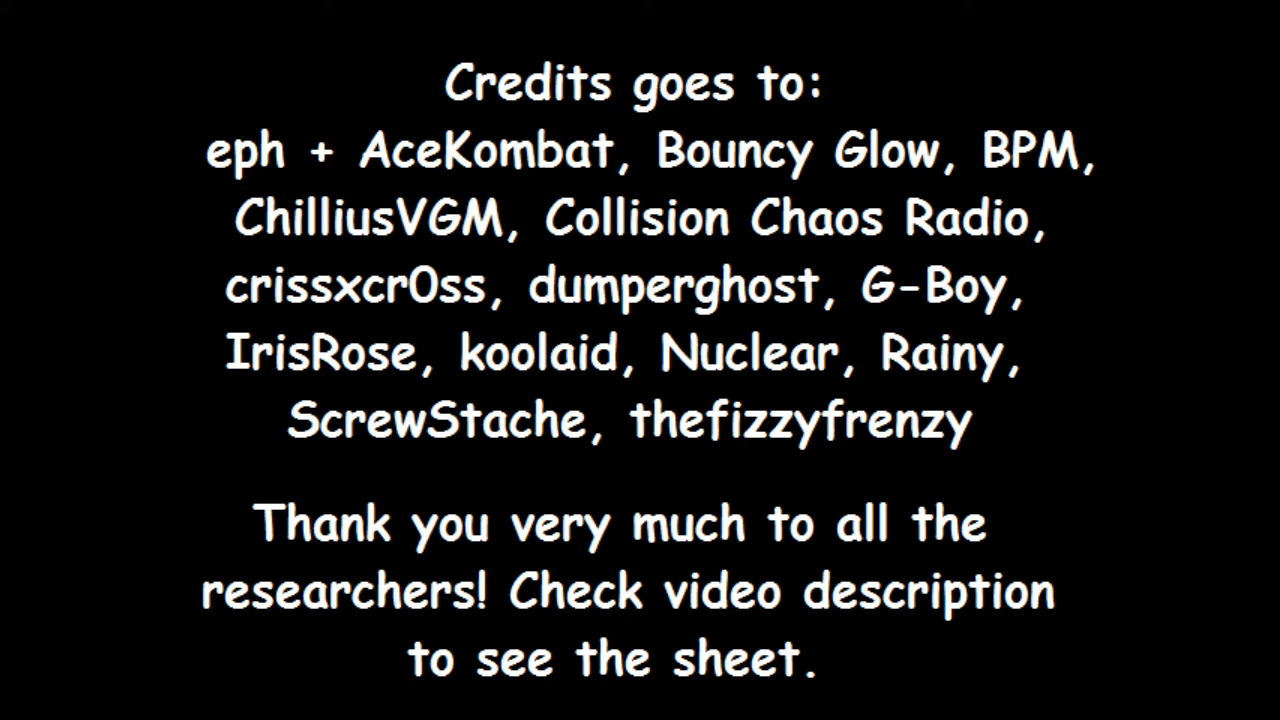 Credits goes to:
eph + AceKombat, Bouncy Glow, BPM,
ChilliusVGM, Collision Chaos Radio,
crissxcr0ss, dumperghost, G-Boy,
IrisRose, koolaid, Nuclear, Rainy,
ScrewStache, thefizzyfrenzy
Thank you very much to all the
researchers! Check video description
to see the sheet.